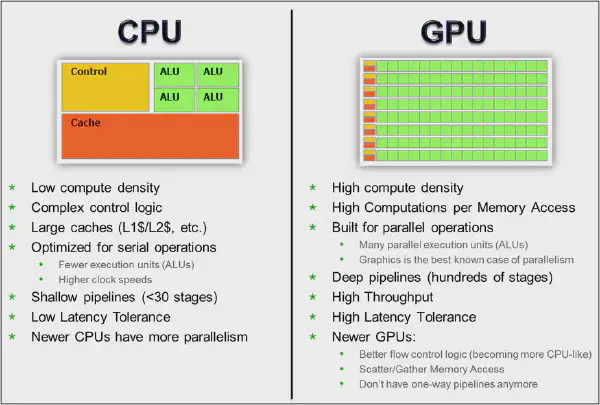 CPU
Control
ALU ALU
ALU ALU
Cache
* Low compute density
* Complex control logic
* Large caches (L1$/L2$, etc.)
* Optimized for serial operations
• Fewer execution units (ALUs)
• Higher clock speeds
* Shallow pipelines (<30 stages)
* Low Latency Tolerance
* Newer CPUs have more parallelism
GPU
* High compute density
* High Computations per Memory Access
* Built for parallel operations
• Many parallel execution units (ALUs)
• Graphics is the best known case of parallelism
* Deep pipelines (hundreds of stages)
* High Throughput
* High Latency Tolerance
* Newer GPUs:
• Better flow control logic (becoming more CPU-like)
• Scatter/Gather Memory Access
• Don't have one-way pipelines anymore